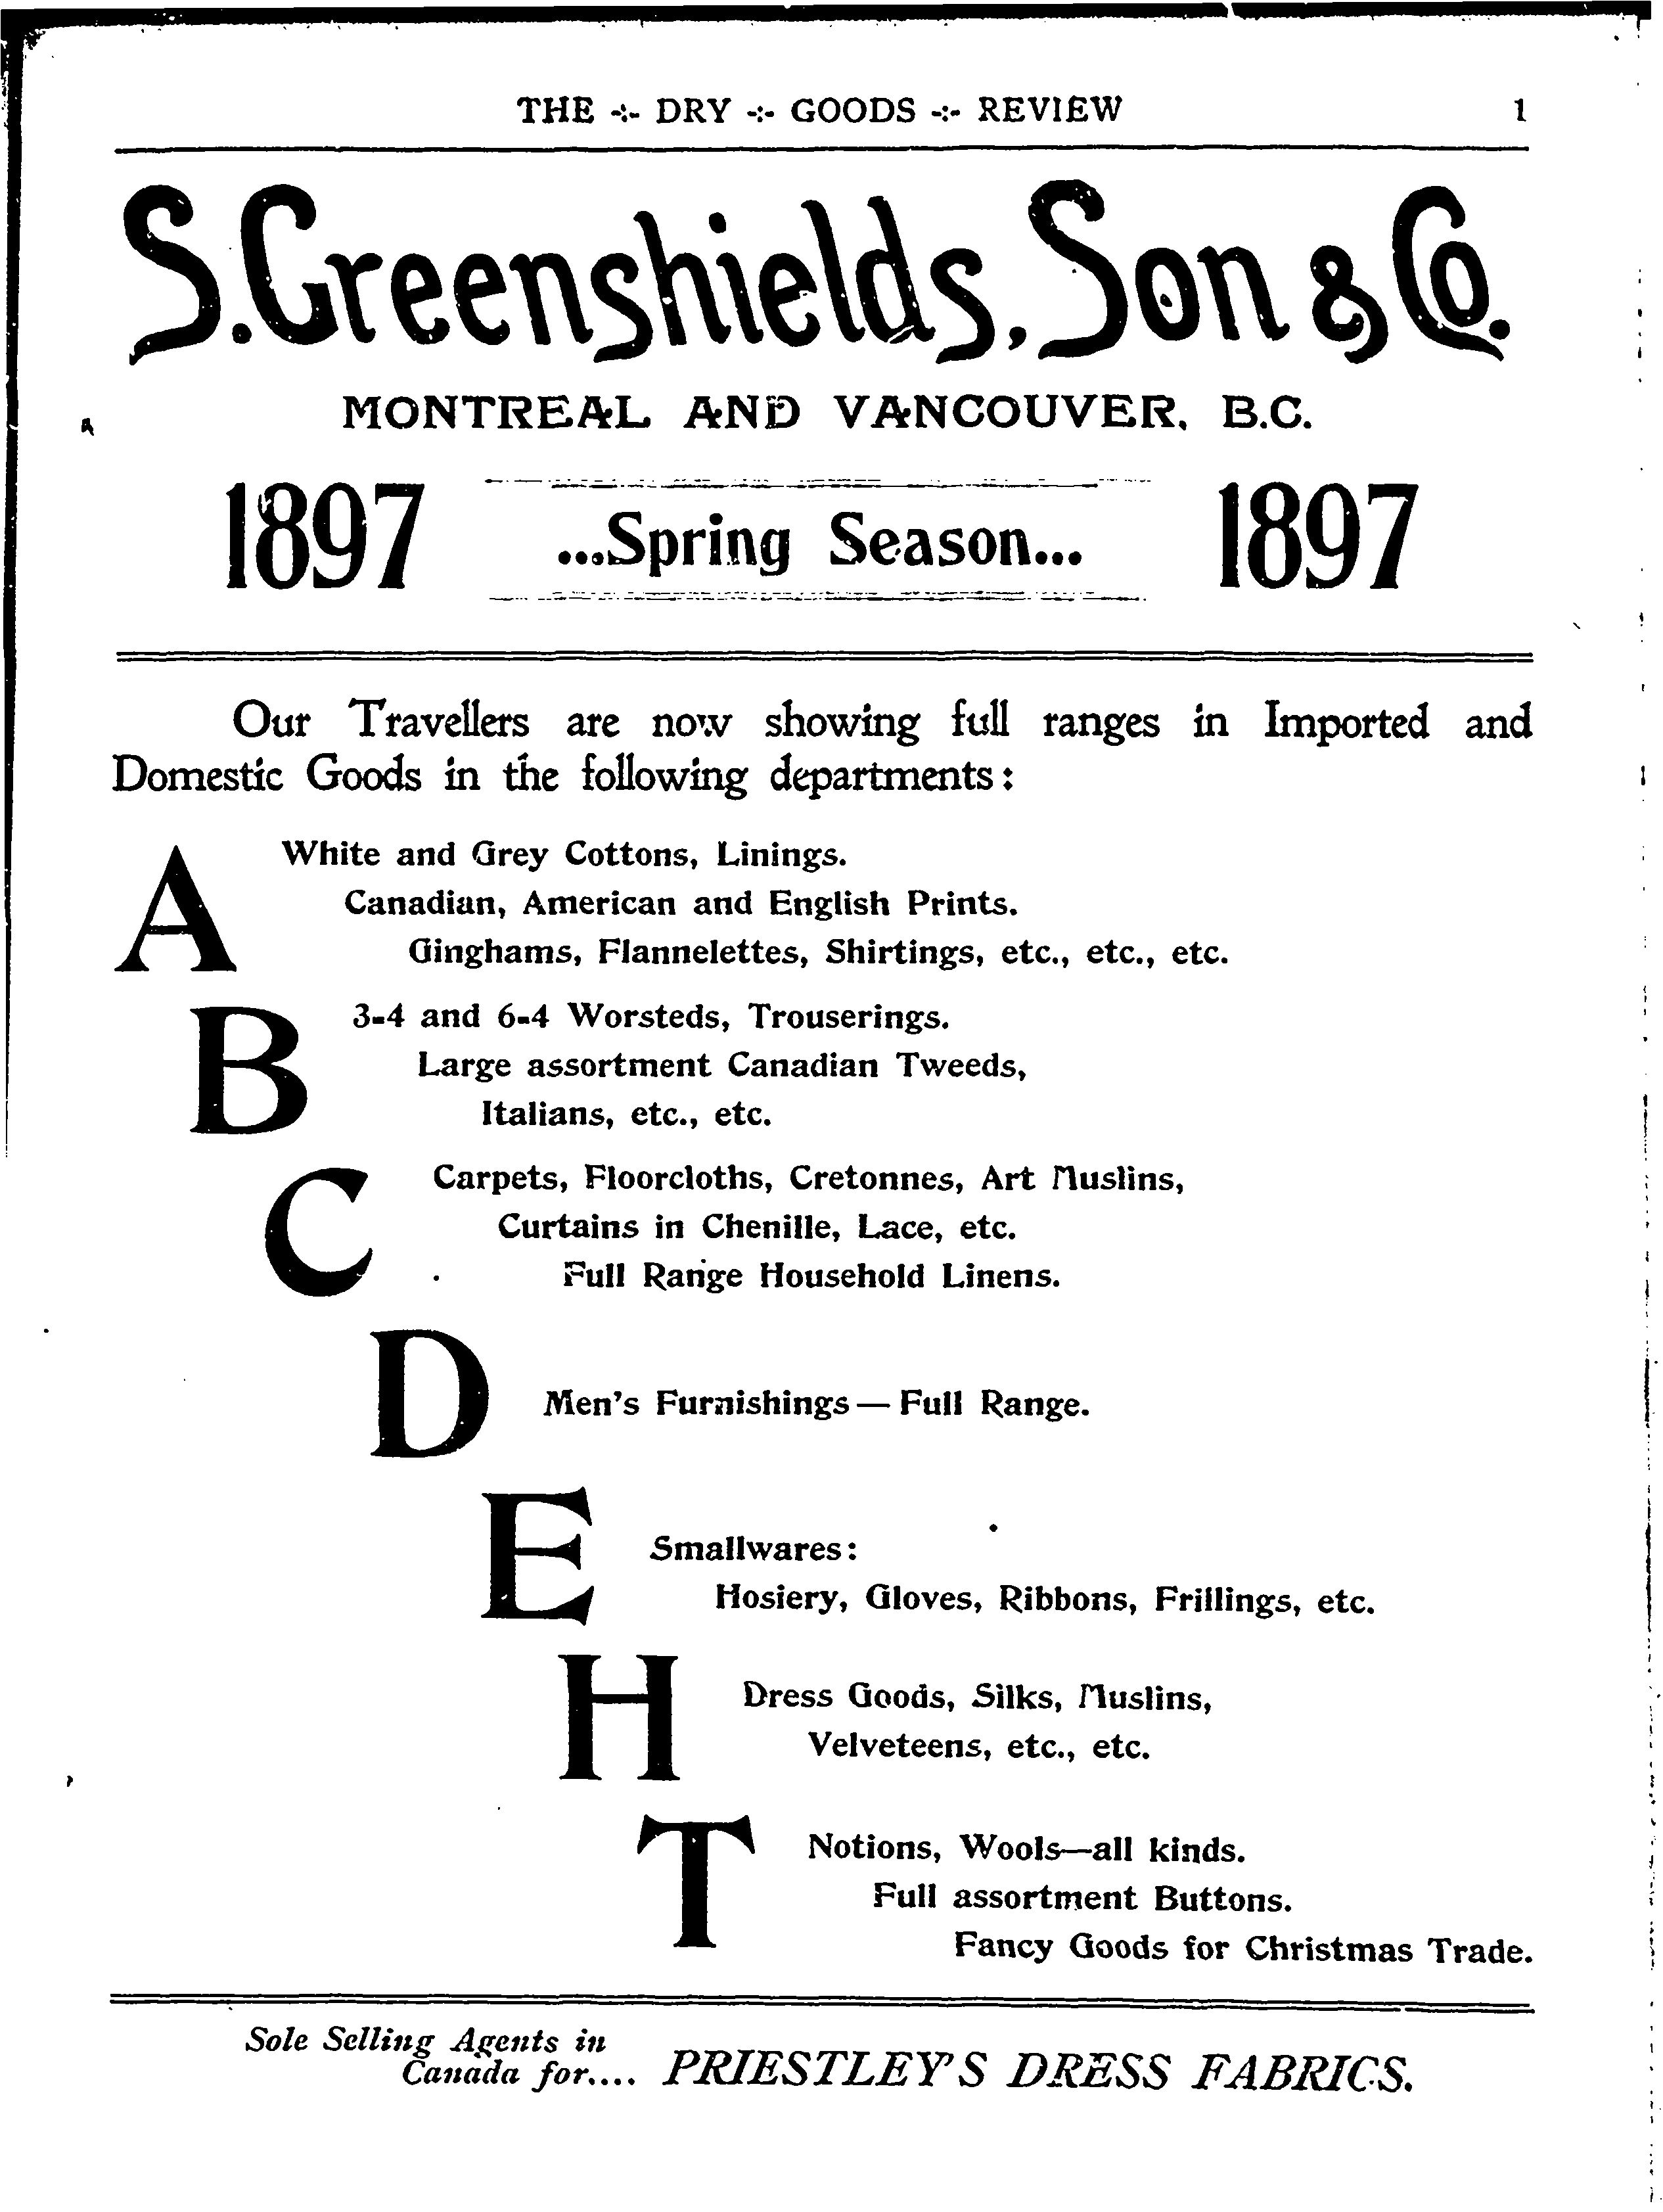 THE -:- DRY -:- GOODS -:- REVIEW 1
S. Greenshields, Son & Co.
MONTREAL AND VANCOUVER, B.C.
1897 ...Spring Season... 1897
Our Travellers are now showing full ranges in Imported and
Domestic Goods in the following departments:
A White and Grey Cottons, Linings.
Canadian, American and English Prints.
Ginghams, Flannelettes, Shirtings, etc., etc., etc.
B 3-4 and 6-4 Worsteds, Trouserings.
Large assortment Canadian Tweeds,
Italians, etc., etc.
C Carpets, Floorcloths, Cretonnes, Art Muslins,
Curtains in Chenille, Lace, etc.
Full Range Household Linens.
D Men's Furnishings — Full Range.
E Smallwares:
Hosiery, Gloves, Ribbons, Frillings, etc.
H Dress Goods, Silks, Muslins,
Velveteens, etc., etc.
T Notions, Wools—all kinds.
Full assortment Buttons.
Fancy Goods for Christmas Trade.
Sole Selling Agents in
Canada for.... PRIESTLEY'S DRESS FABRICS.